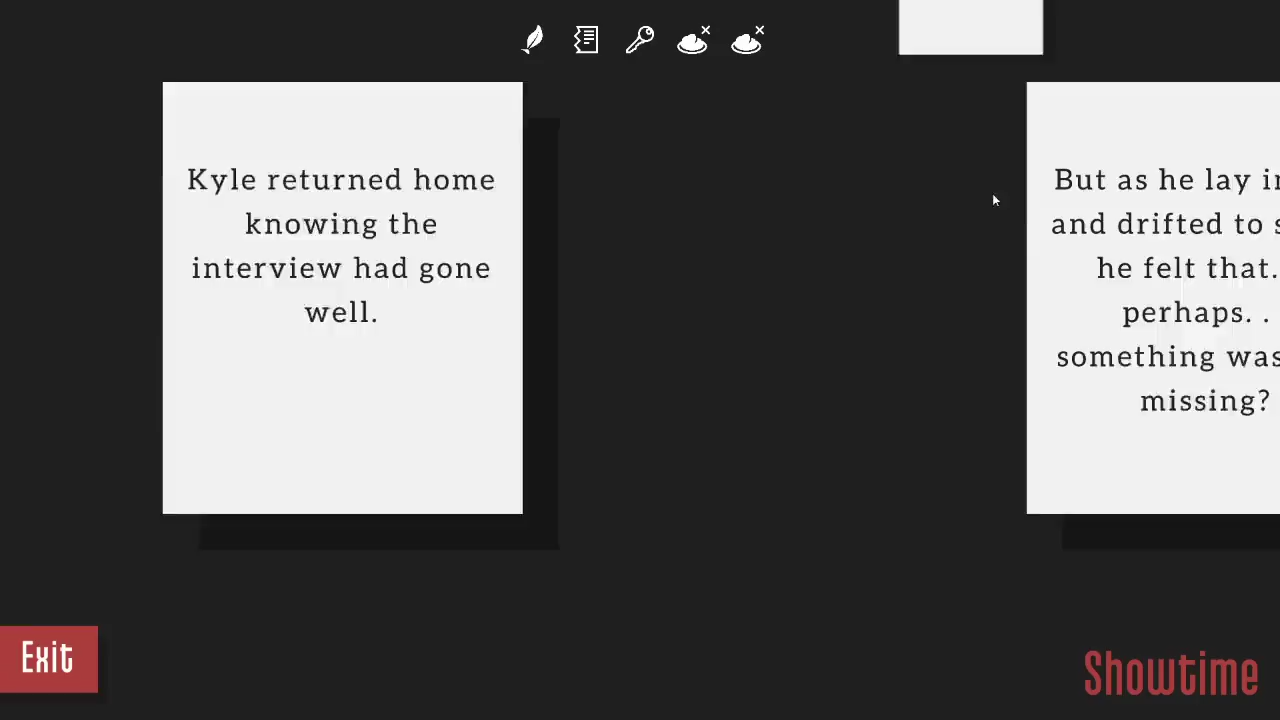 Kyle returned home
knowing the
interview had gone
well.
But as he lay
and drifted to
he felt that.
perhaps. .
something was
missing?
Exit
Showtime